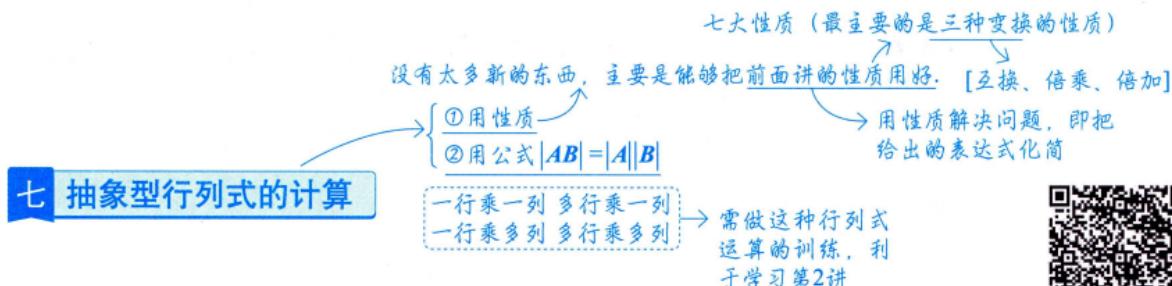 七大性质（最主要的是三种变换的性质）
没有太多新的东西，主要是能够把前面讲的性质用好. [互换、倍乘、倍加]
①用性质
用性质解决问题，即把
给出的表达式化简
②用公式|AB|=|A||B|
七 抽象型行列式的计算
一行乘一列 多行乘一列
一行乘多列 多行乘多列
需做这种行列式
运算的训练，利
于学习第2讲